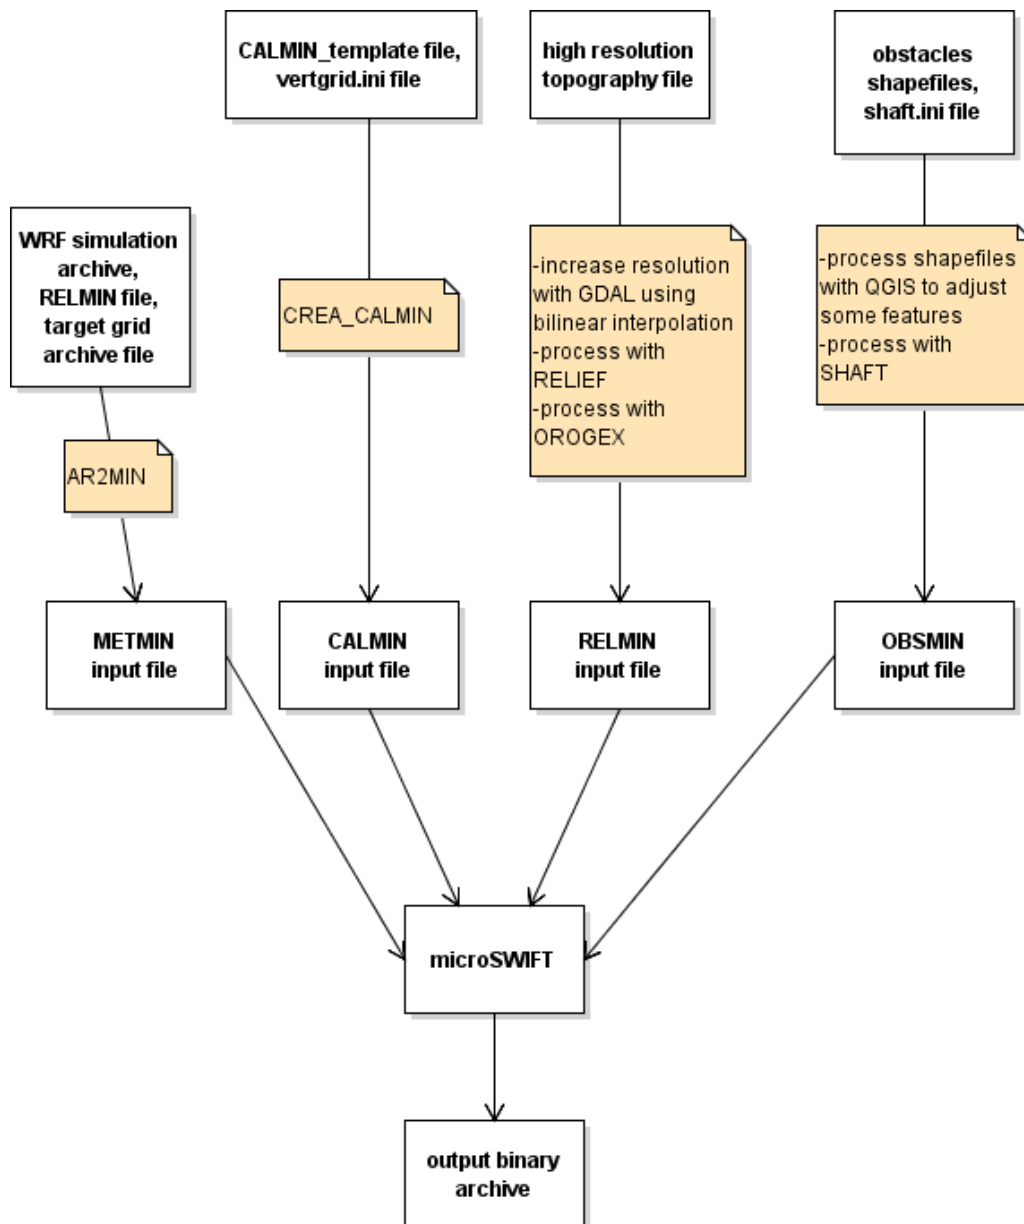 CALMIN_template file,
vertgrid.ini file
high resolution
topography file
obstacles
shapefiles,
shaft.ini file
WRF simulation
archive,
RELMIN file,
target grid
archive file
CREA_CALMIN
-increase resolution
with GDAL using
bilinear interpolation
-process with
RELIEF
-process with
OROGEX
-process shapefiles
with QGIS to adjust
some features
-process with
SHAFT
AR2MIN
METMIN
input file
CALMIN
input file
RELMIN
input file
OBSMIN
input file
microSWIFT
output binary
archive